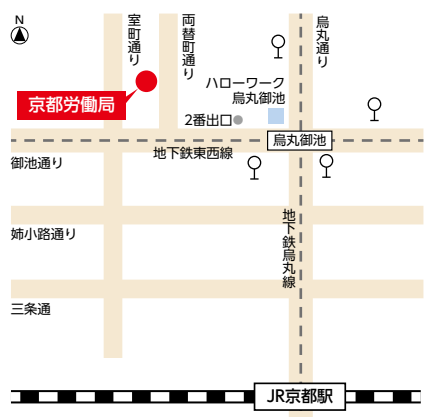 N
室町通り
両替町通り
烏丸通り
ハローワーク
烏丸御池
京都労働局
2番出口
烏丸御池
地下鉄東西線
御池通り
地下鉄烏丸線
姉小路通り
三条通
JR京都駅